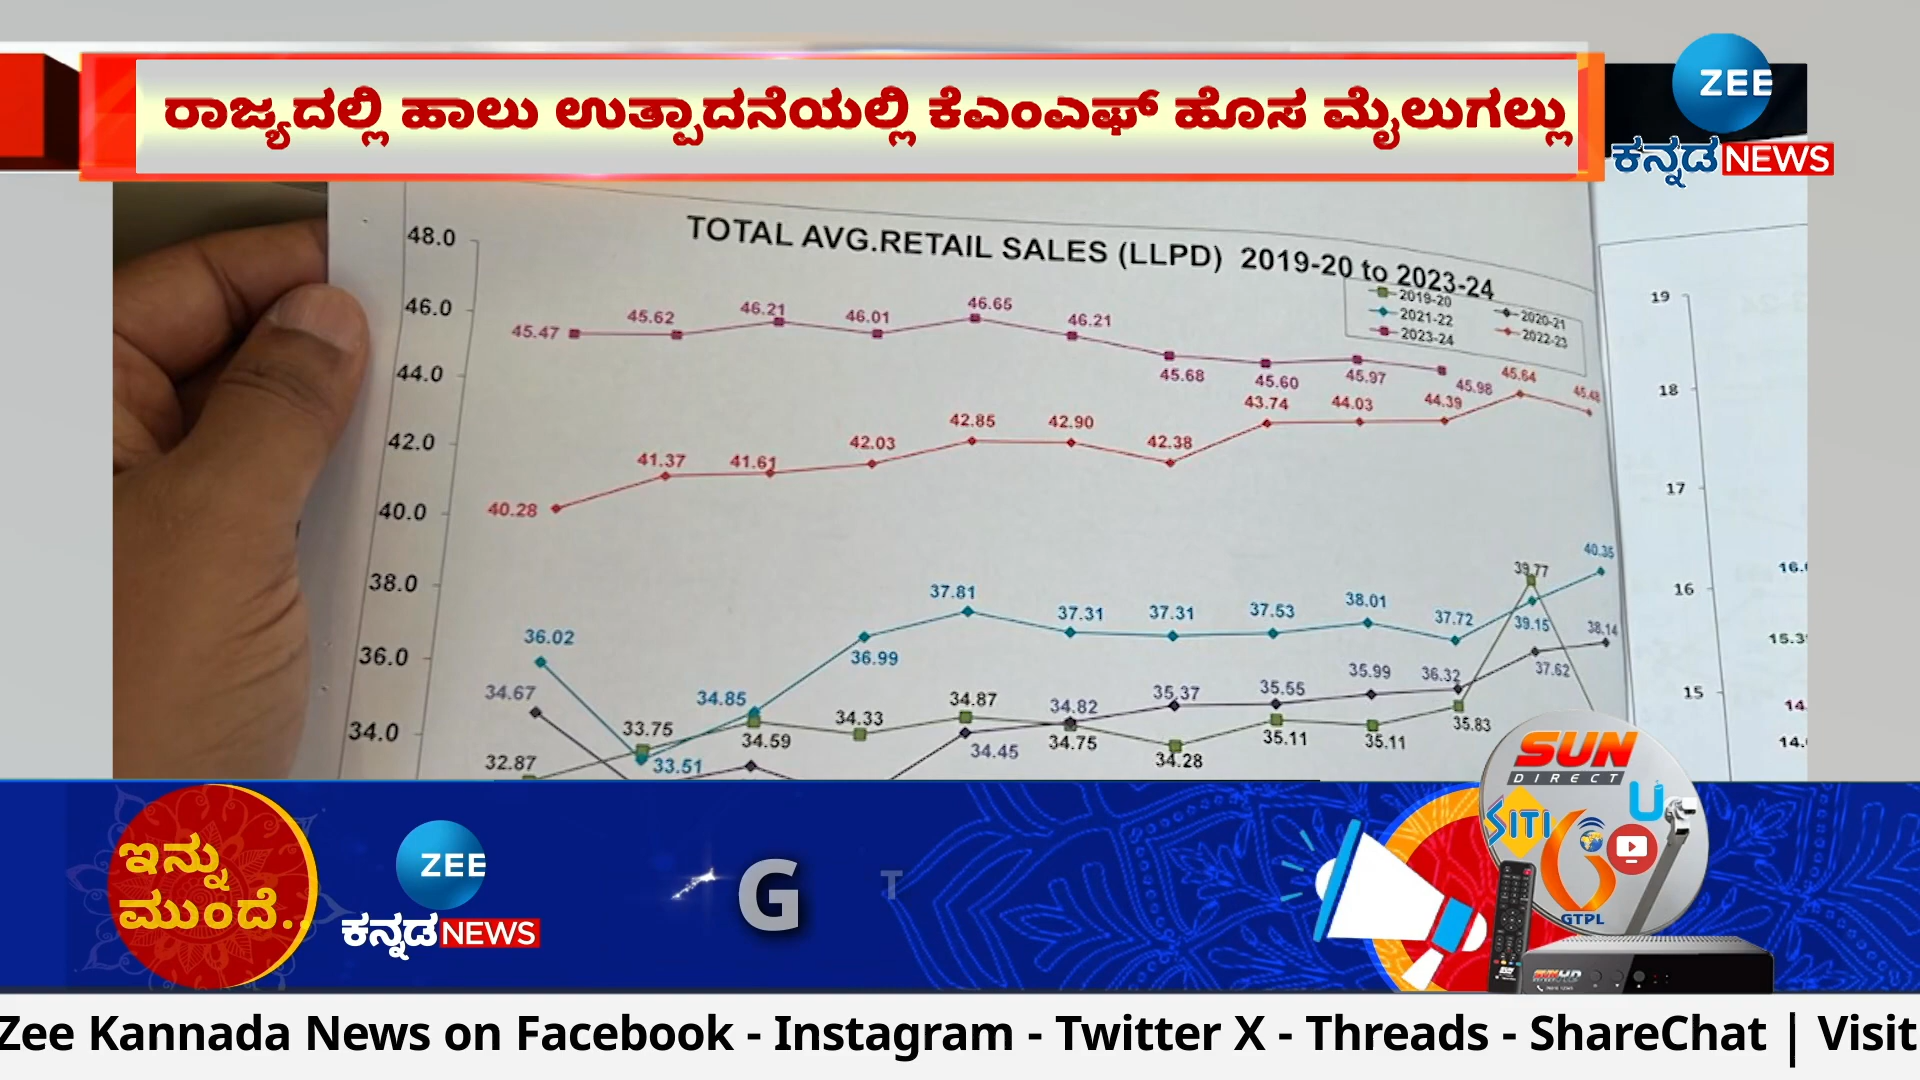 ರಾಜ್ಯದಲ್ಲಿ ಹಾಲು ಉತ್ಪಾದನೆಯಲ್ಲಿ ಕೆಎಂಎಫ್ ಹೊಸ ಮೈಲುಗಲ್ಲು
ZEE
ಕನ್ನಡ NEWS
TOTAL AVG.RETAIL SALES (LLPD) 2019-20 to 2023-24
2019-20 2020-21
2021-22 2022-23
2023-24
48.0
46.0
44.0
42.0
40.0
38.0
36.0
34.0
45.47 45.62 46.21 46.01 46.65 46.21 45.68 45.60 45.97 45.98
40.28 41.37 41.61 42.03 42.85 42.90 42.38 43.74 44.03 44.39 45.64 45.48
36.02 33.51 34.85 36.99 37.81 37.31 37.31 37.53 38.01 37.72 39.15 40.35
34.67 34.45 34.82 35.37 35.55 35.99 36.32 37.62 38.14
32.87 33.75 34.59 34.33 34.87 34.75 34.28 35.11 35.11 35.83 39.77
19
18
17
16
15
ಇನ್ನು
ಮುಂದೆ..
ZEE
ಕನ್ನಡ NEWS
G T
SUN
DIRECT
SITI
U
GTPL
SUN HD
Zee Kannada News on Facebook - Instagram - Twitter X - Threads - ShareChat | Visit